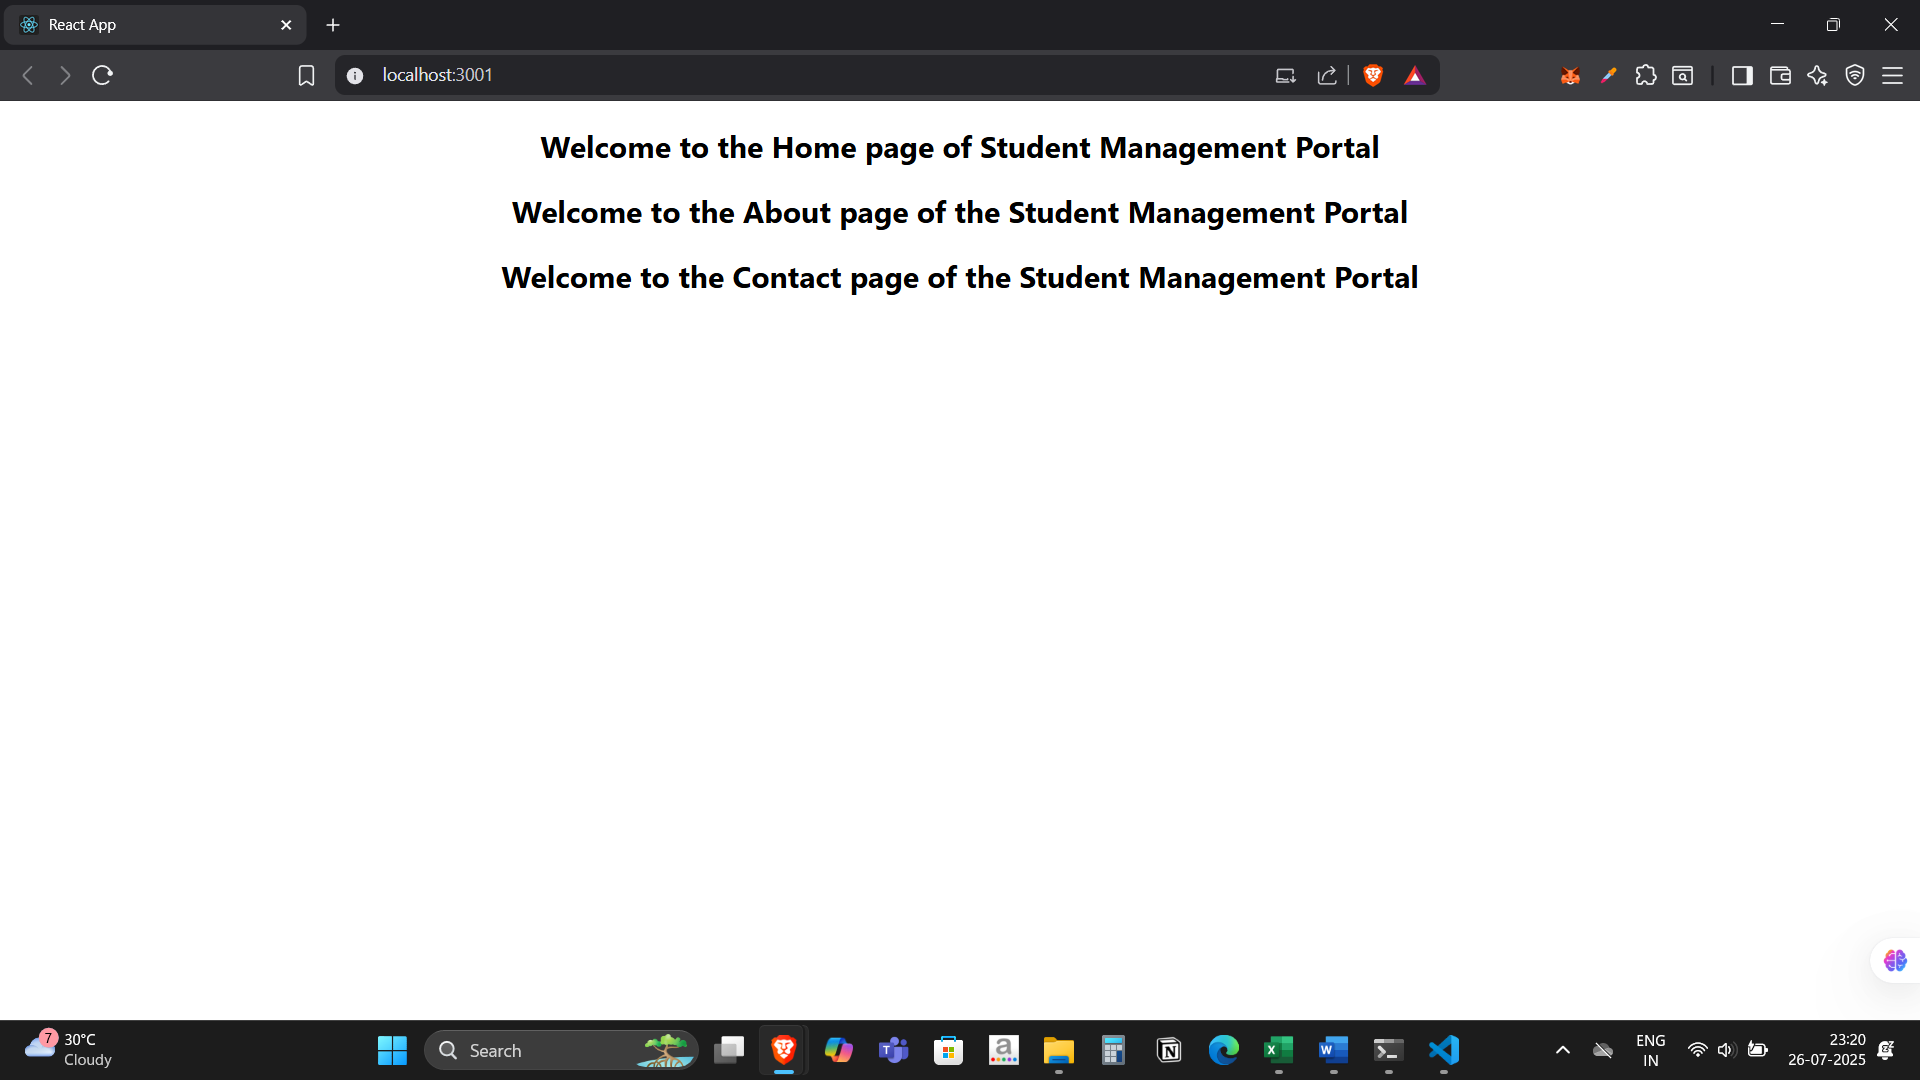 React App
localhost:3001
Welcome to the Home page of Student Management Portal
Welcome to the About page of the Student Management Portal
Welcome to the Contact page of the Student Management Portal
7
30°C
Cloudy
Search
ENG
IN
23:20
26-07-2025